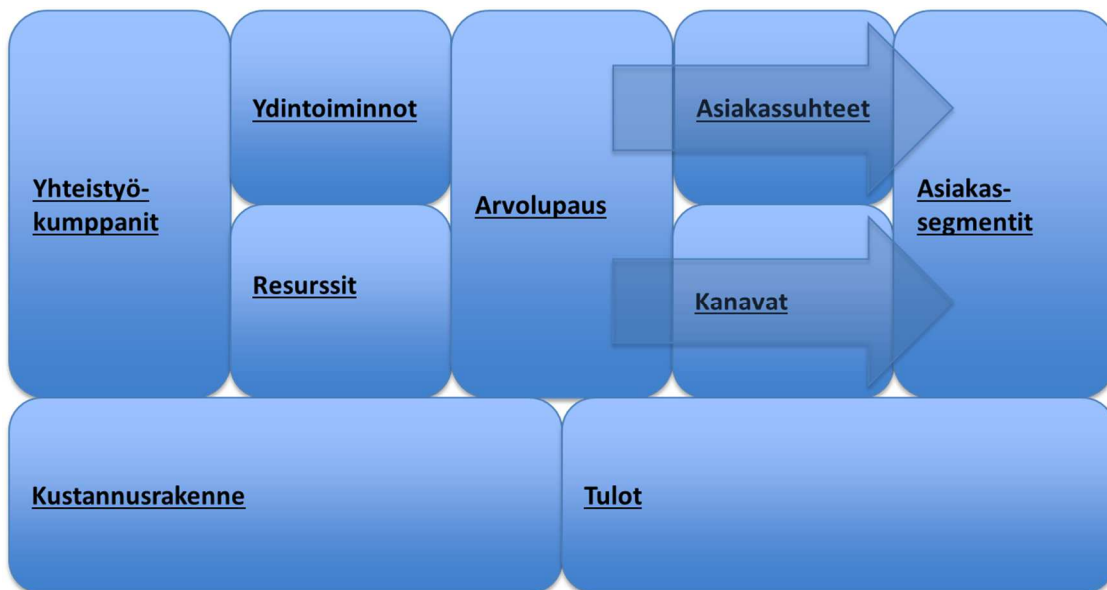 Yhteistyö-
kumppanit
Ydintoiminnot
Resurssit
Arvolupaus
Asiakassuhteet
Kanavat
Asiakas-
segmentit
Kustannusrakenne
Tulot